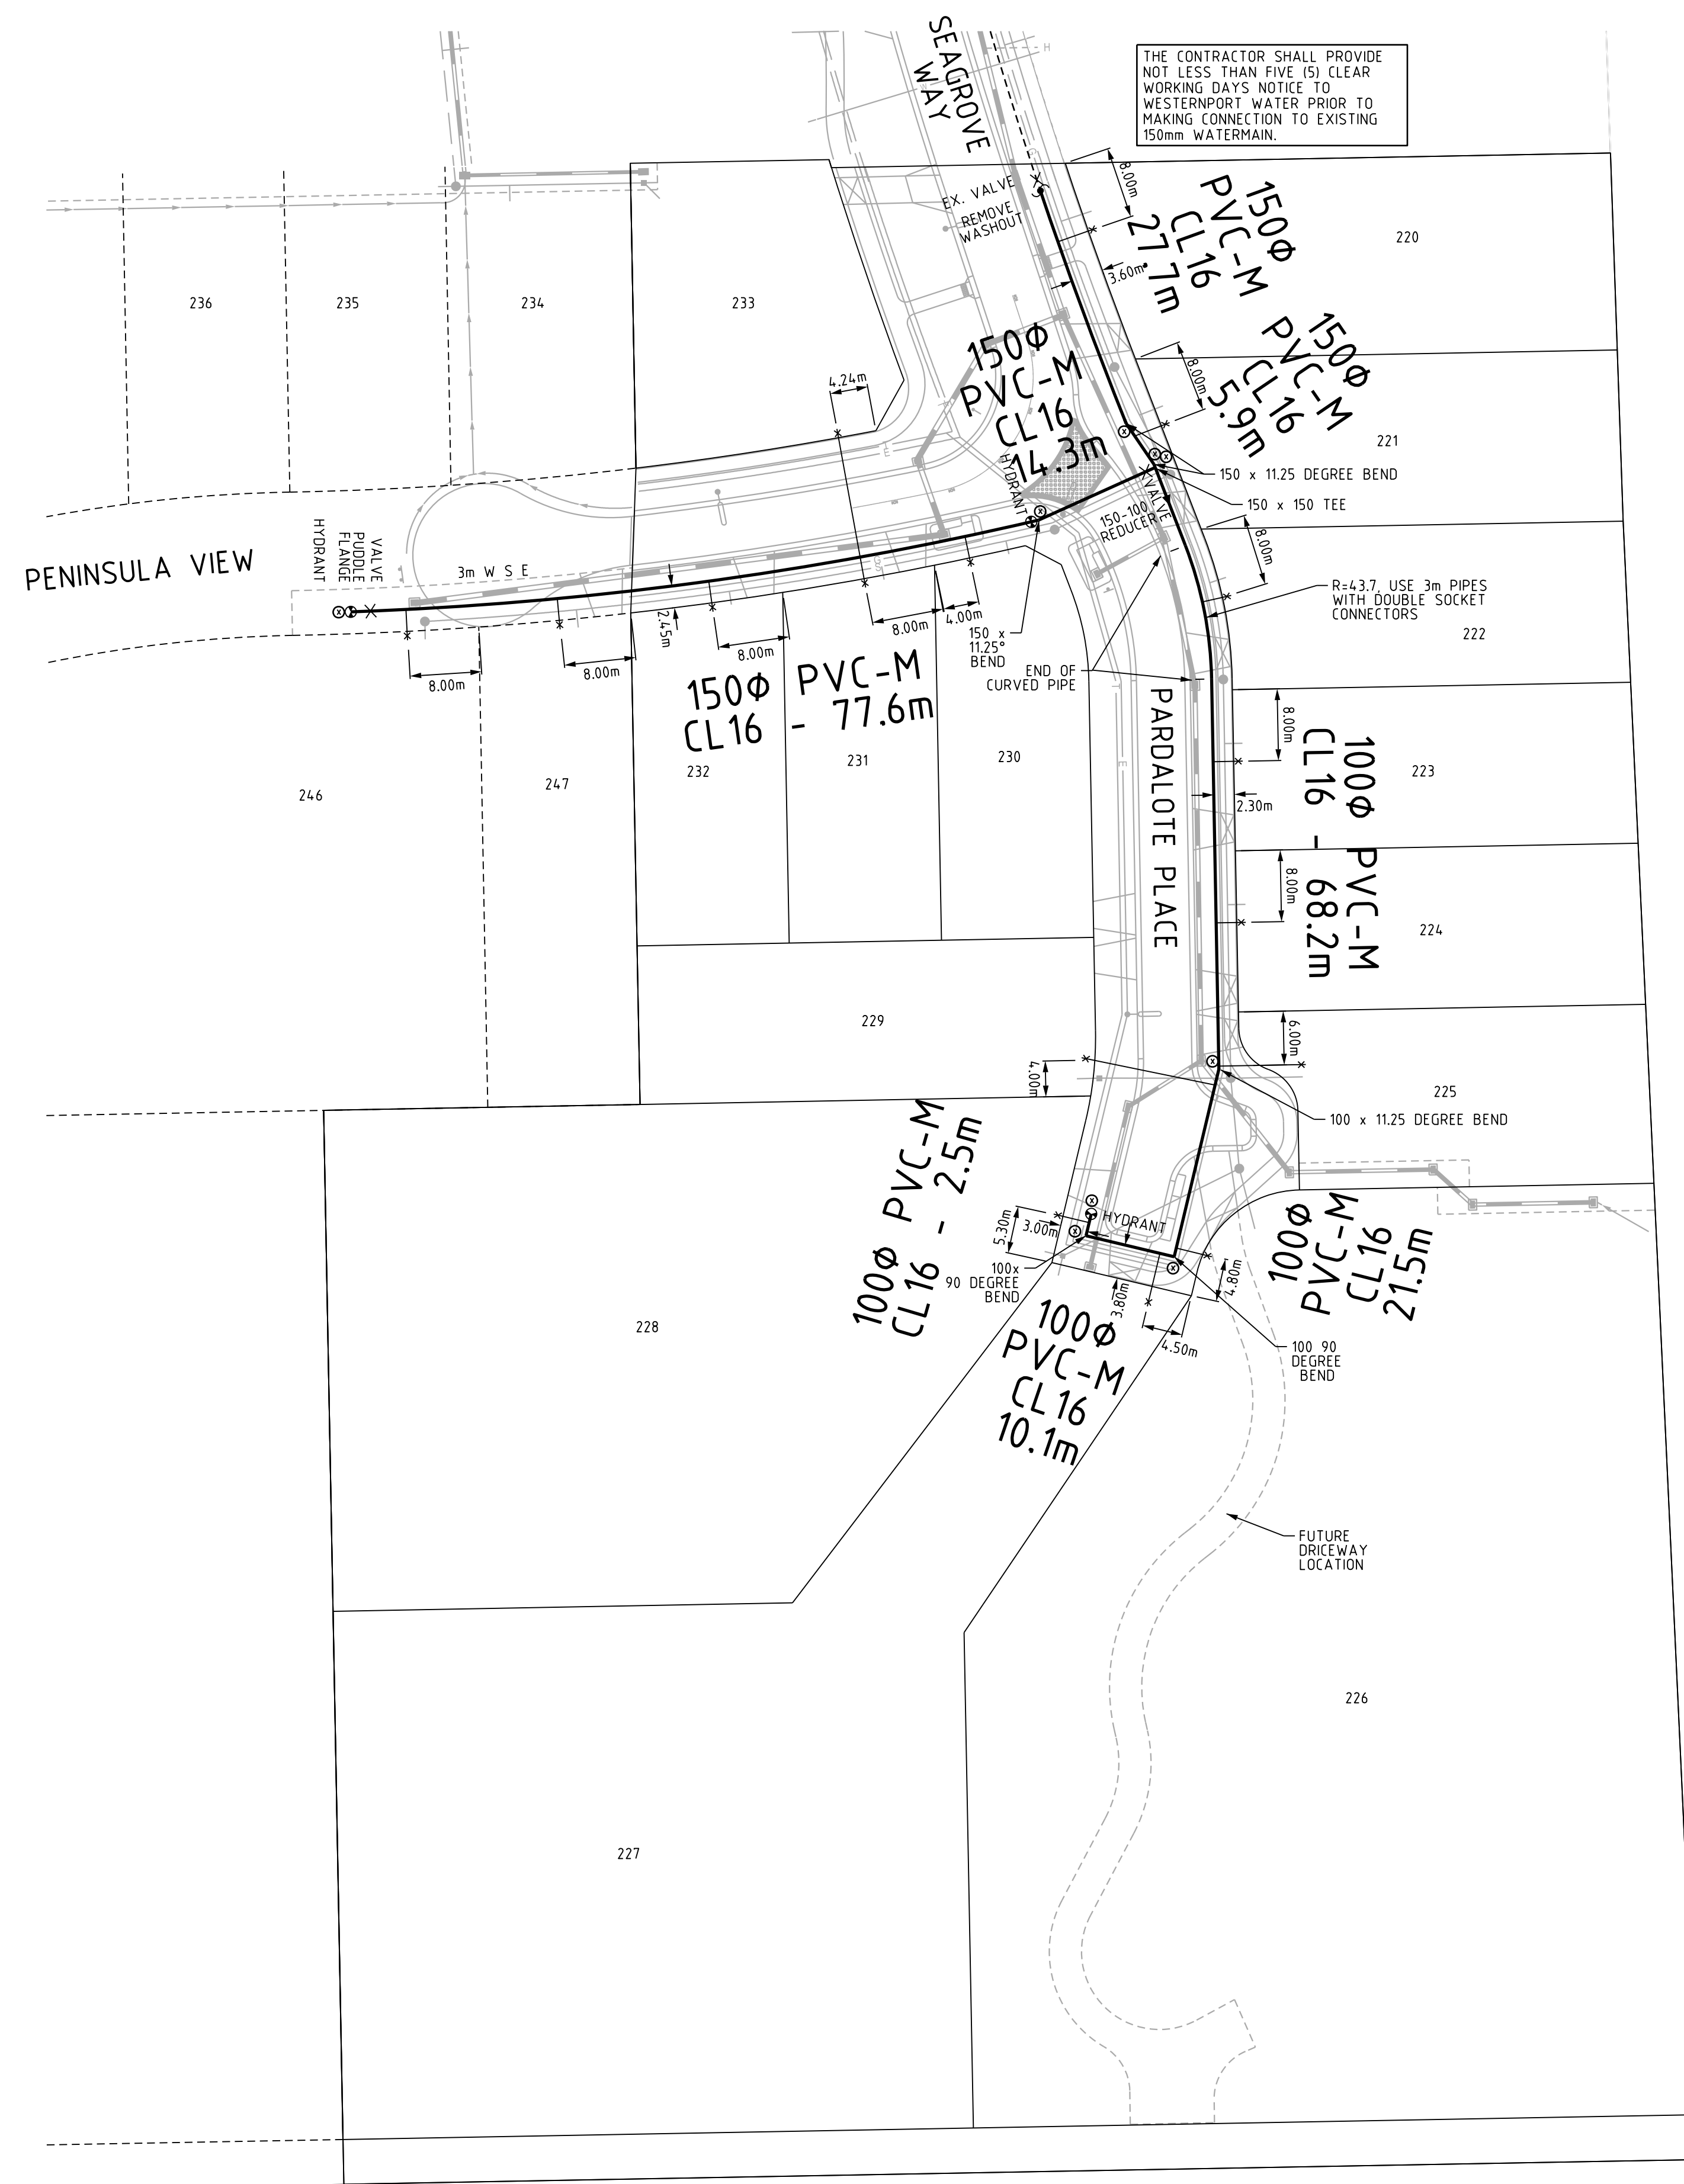 SEAGROVE
WAY
THE CONTRACTOR SHALL PROVIDE
NOT LESS THAN FIVE (5) CLEAR
WORKING DAYS NOTICE TO
WESTERNPORT WATER PRIOR TO
MAKING CONNECTION TO EXISTING
150mm WATERMAIN.
H
EX. VALVE
REMOVE
WASHOUT
8.00m
150Φ
PVC-M
CL16
27.7m
3.60m
220
236
235
234
233
4.24m
150Φ
PVC-M
CL16
14.3m
HYDRANT
8.00m
150Φ
PVC-M
CL16
5.9m
221
150 x 11.25 DEGREE BEND
150 x 150 TEE
VALVE
150-100
REDUCER
8.00m
R=43.7, USE 3m PIPES
WITH DOUBLE SOCKET
CONNECTORS
222
PENINSULA VIEW
HYDRANT
PUDDLE
FLANGE
VALVE
3m W S E
2.45m
8.00m
8.00m
8.00m
8.00m
4.00m
150 x
11.25°
BEND
END OF
CURVED PIPE
150Φ PVC-M
CL16 - 77.6m
PARDALOTE PLACE
8.00m
2.30m
100Φ PVC-M
CL16 - 68.2m
223
8.00m
224
246
247
232
231
230
229
4.00m
6.00m
225
100 x 11.25 DEGREE BEND
100Φ PVC-M
CL16 - 2.5m
HYDRANT
5.30m
3.00m
100x
90 DEGREE
BEND
3.80m
4.80m
4.50m
100Φ
PVC-M
CL16
21.5m
100Φ
PVC-M
CL16
10.1m
100 90
DEGREE
BEND
228
FUTURE
DRICEWAY
LOCATION
226
227